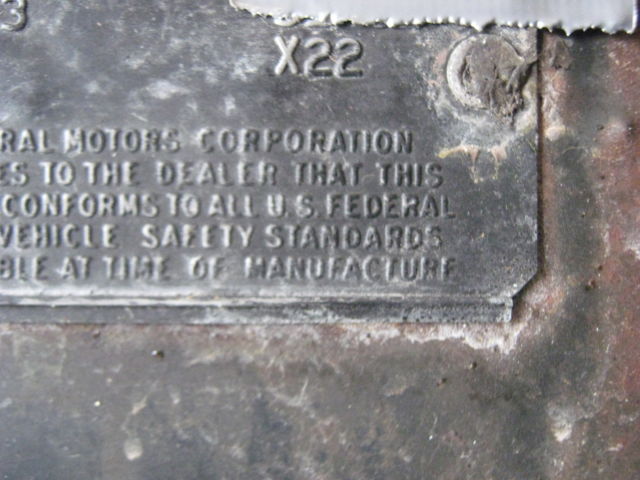 3
X22
RAL MOTORS CORPORATION
ES TO THE DEALER THAT THIS
CONFORMS TO ALL U.S FEDERAL
VEHICLE SAFETY STANDARDS
BLE AT TIME OF MANUFACTURE